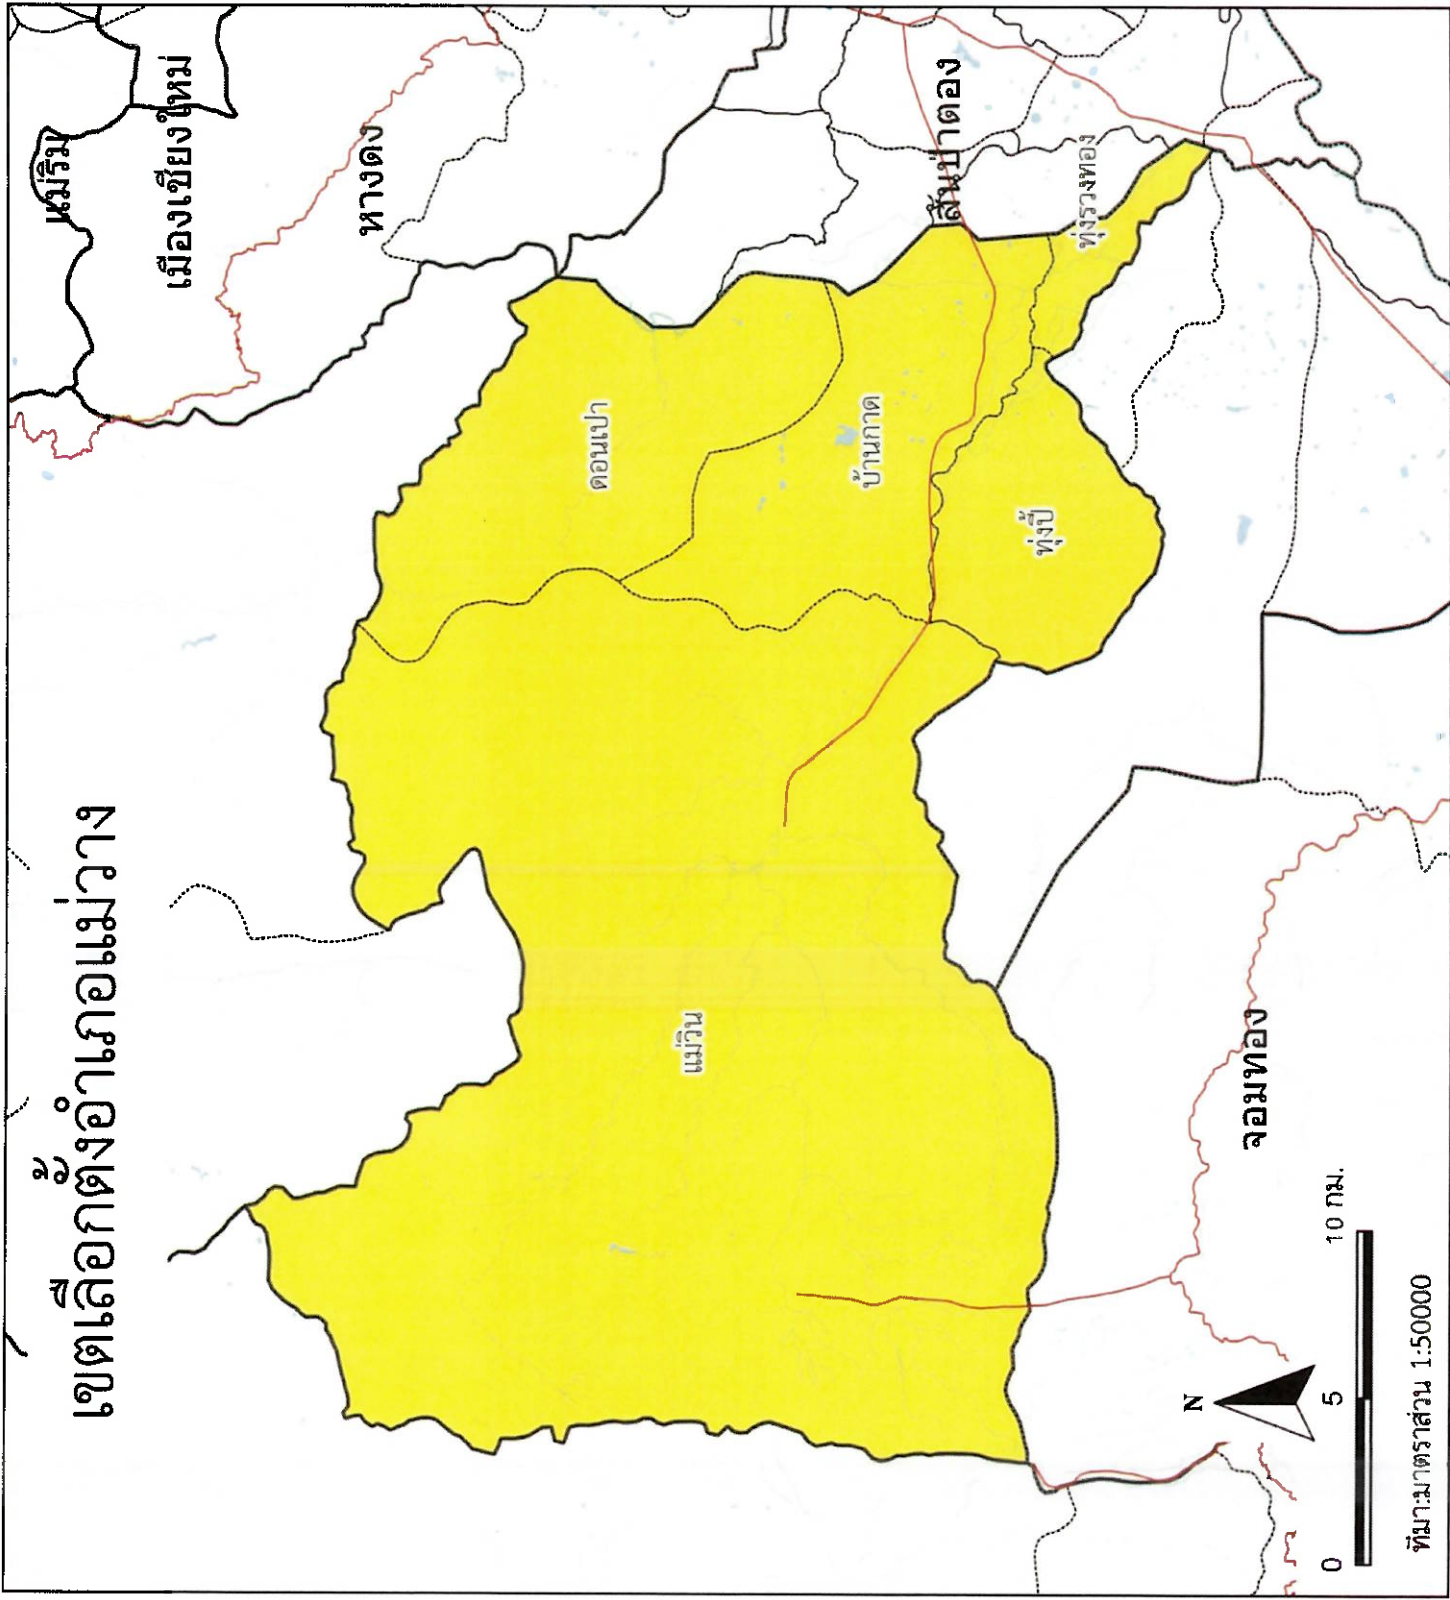 เขตเลือกตั้งอำเภอแม่วาง
แม่ริม
เมืองเชียงใหม่
หางดง
ดอนเปา
สันป่าตอง
บ้านกาด
ทุ่งรวงทอง
ทุ่งปี้
แม่วิน
จอมทอง
N
0 5 10 กม.
ที่มา:มาตราส่วน 1:50000